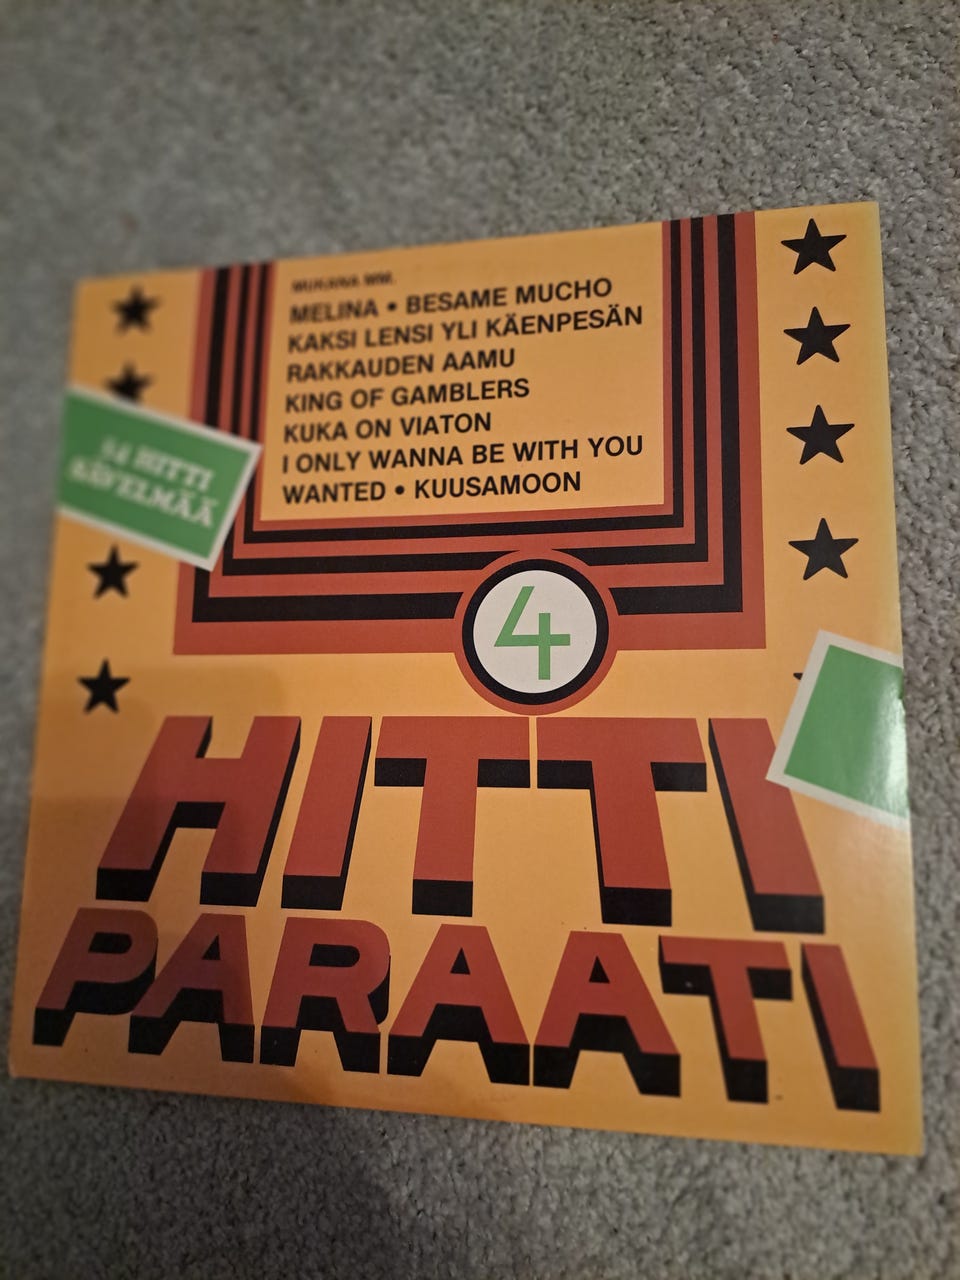 MUKANA MM.
MELINA • BESAME MUCHO
KAKSI LENSI YLI KÄENPESÄN
RAKKAUDEN AAMU
KING OF GAMBLERS
KUKA ON VIATON
I ONLY WANNA BE WITH YOU
WANTED • KUUSAMOON
14 HITTI
SÄVELMÄÄ
4
HITTI
PARAATI